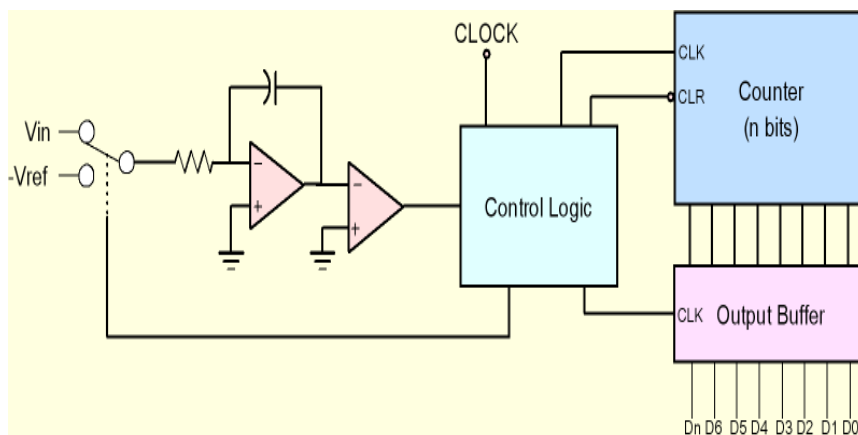 CLOCK
Vin
-Vref
-
+
-
+
Control Logic
CLK
CLR
Counter
(n bits)
CLK
Output Buffer
Dn D6 D5 D4 D3 D2 D1 D0